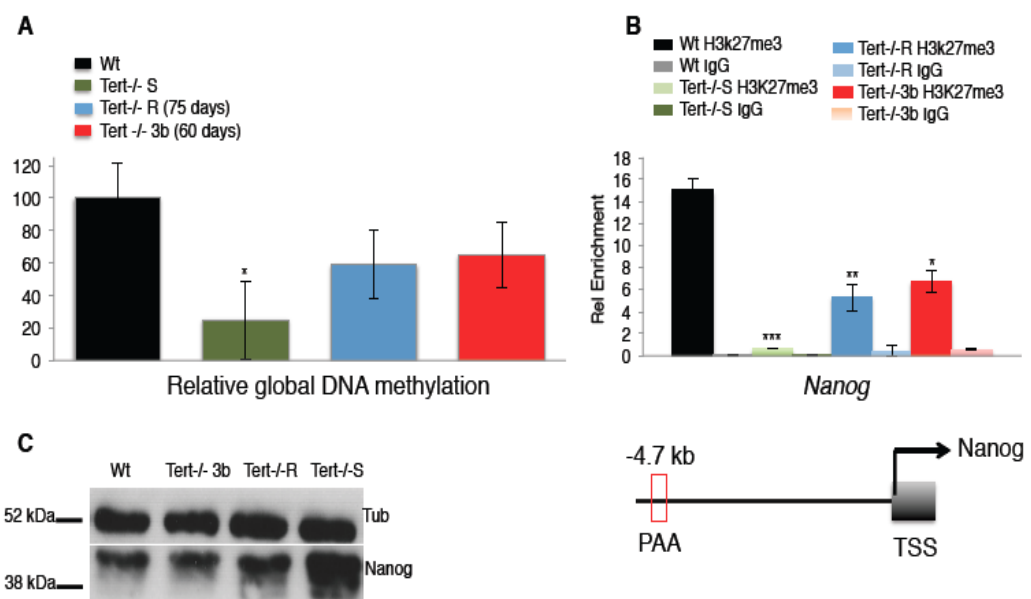 A
Wt
Tert-/- S
Tert-/- R (75 days)
Tert -/- 3b (60 days)
120
100
80
60
40
20
0
*
Relative global DNA methylation
B
Wt H3k27me3
Wt IgG
Tert-/-S H3K27me3
Tert-/-S IgG
Tert-/-R H3k27me3
Tert-/-R IgG
Tert-/-3b H3K27me3
Tert-/-3b IgG
Rel Enrichment
18
16
14
12
10
8
6
4
2
0
***
**
*
Nanog
C
Wt Tert-/- 3b Tert-/-R Tert-/-S
52 kDa Tub
38 kDa Nanog
-4.7 kb
PAA
Nanog
TSS